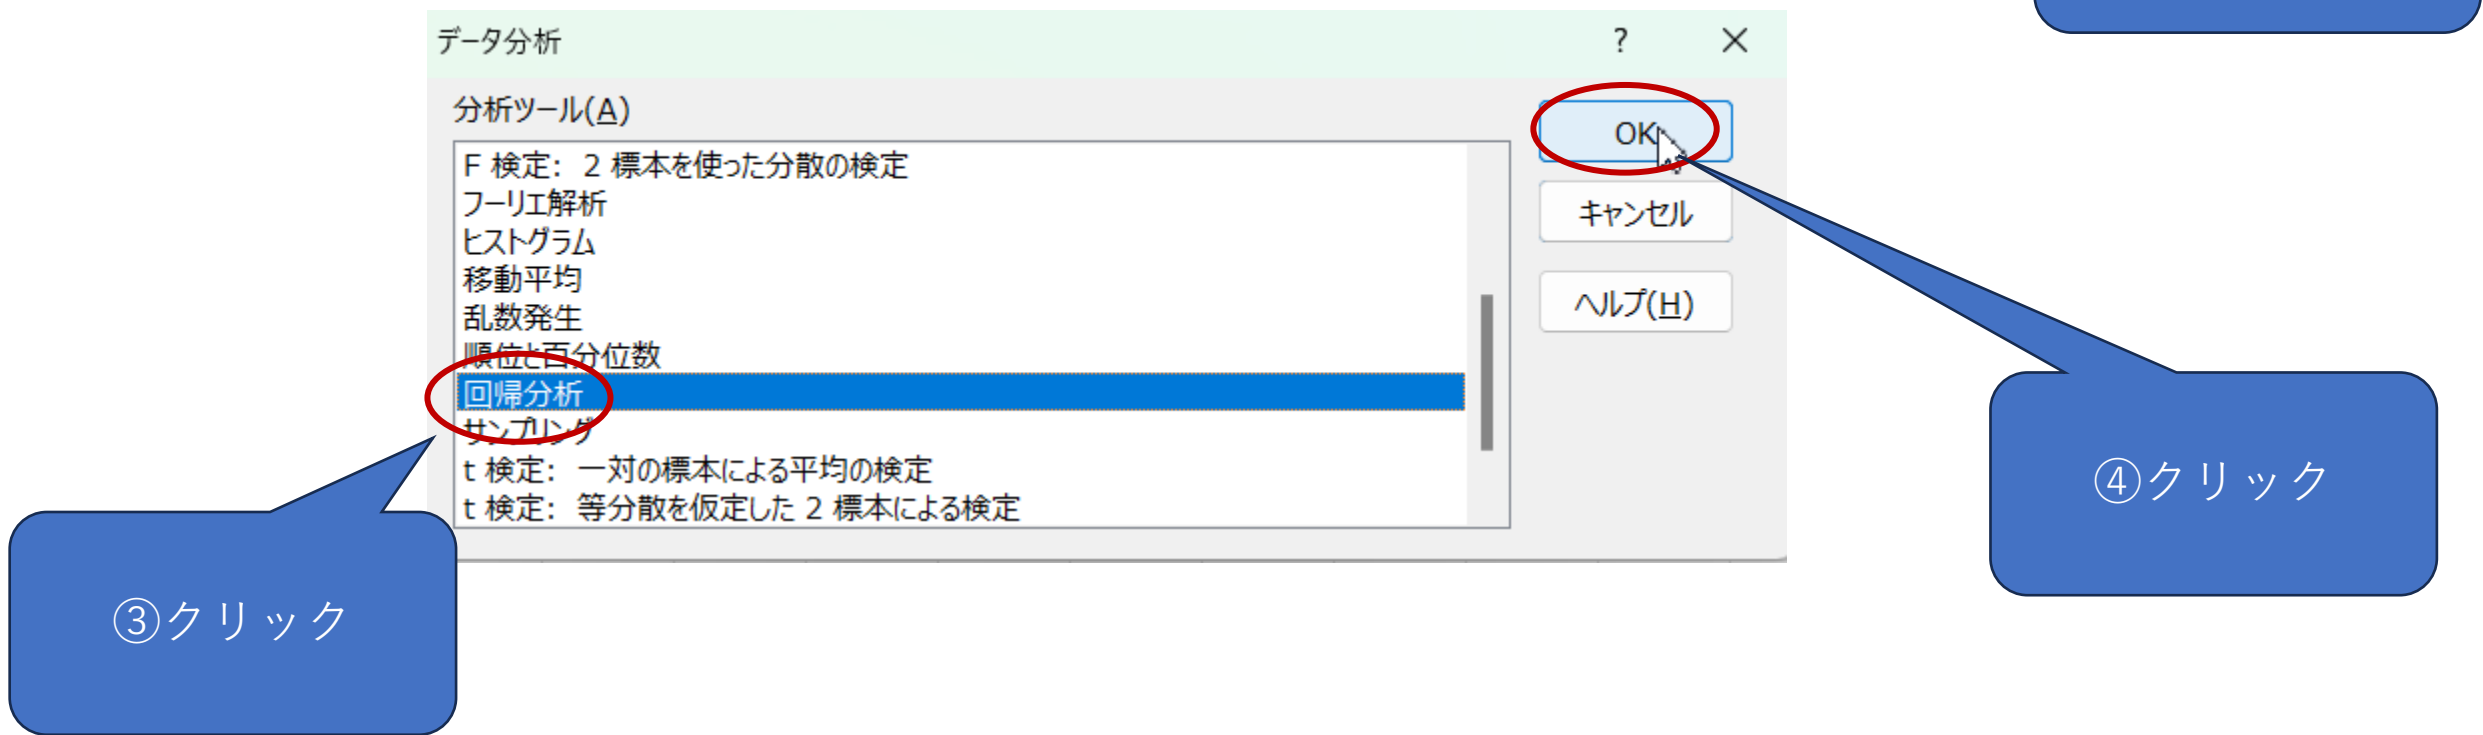 データ分析 ?
分析ツール(A)
OK
F 検定: 2 標本を使った分散の検定
フーリエ解析
ヒストグラム
移動平均
乱数発生
順位と百分位数
回帰分析
サンプリング
t 検定: 一対の標本による平均の検定
t 検定: 等分散を仮定した 2 標本による検定
キャンセル
ヘルプ(H)
④クリック
③クリック